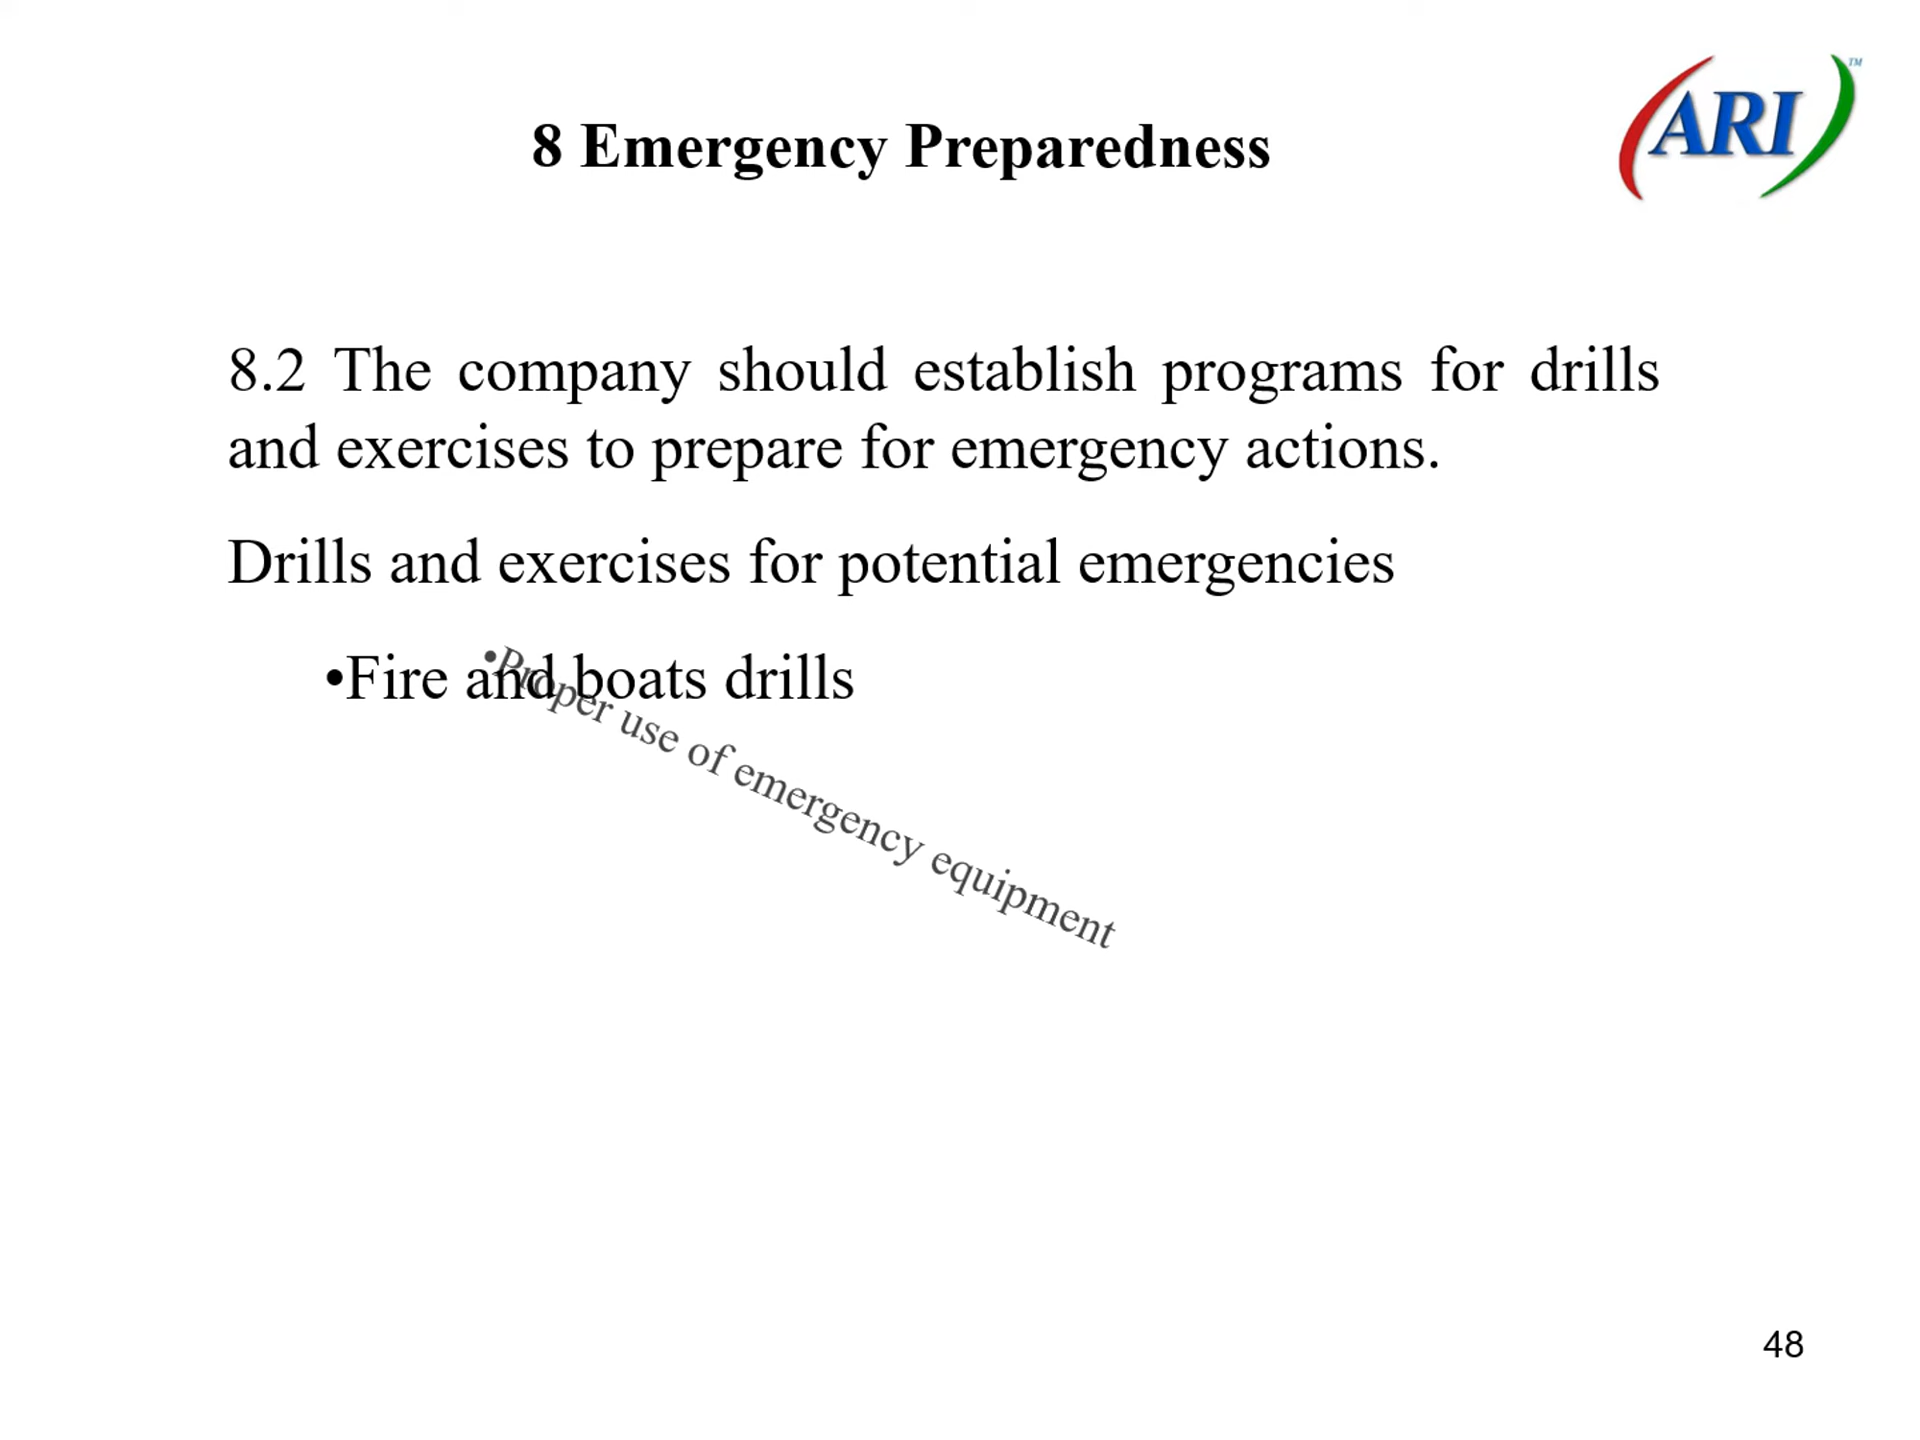 ARI™
8 Emergency Preparedness
8.2 The company should establish programs for drills
and exercises to prepare for emergency actions.
Drills and exercises for potential emergencies
•Fire and boats drills
•Proper use of emergency equipment
48